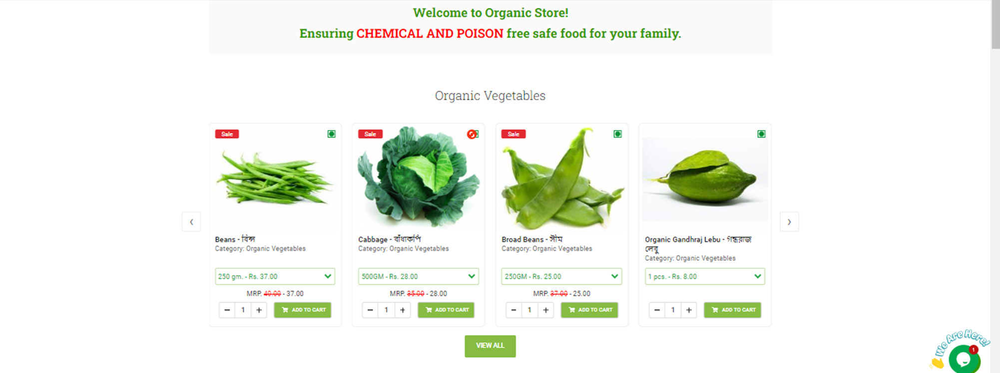 Welcome to Organic Store!
Ensuring CHEMICAL AND POISON free safe food for your family.
Organic Vegetables
Sale
Beans - বিন্স
Category: Organic Vegetables
250 gm. - Rs. 37.00
MRP. 40.00 - 37.00
− 1 +
ADD TO CART
Sale
Cabbage - বাঁধাকপি
Category: Organic Vegetables
500GM - Rs. 28.00
MRP. 35.00 - 28.00
− 1 +
ADD TO CART
Sale
Broad Beans - সীম
Category: Organic Vegetables
250GM - Rs. 25.00
MRP. 37.00 - 25.00
− 1 +
ADD TO CART
Organic Gandhraj Lebu - গন্ধরাজ
লেবু
Category: Organic Vegetables
1 pcs. - Rs. 8.00
− 1 +
ADD TO CART
VIEW ALL
We Are Here!
1